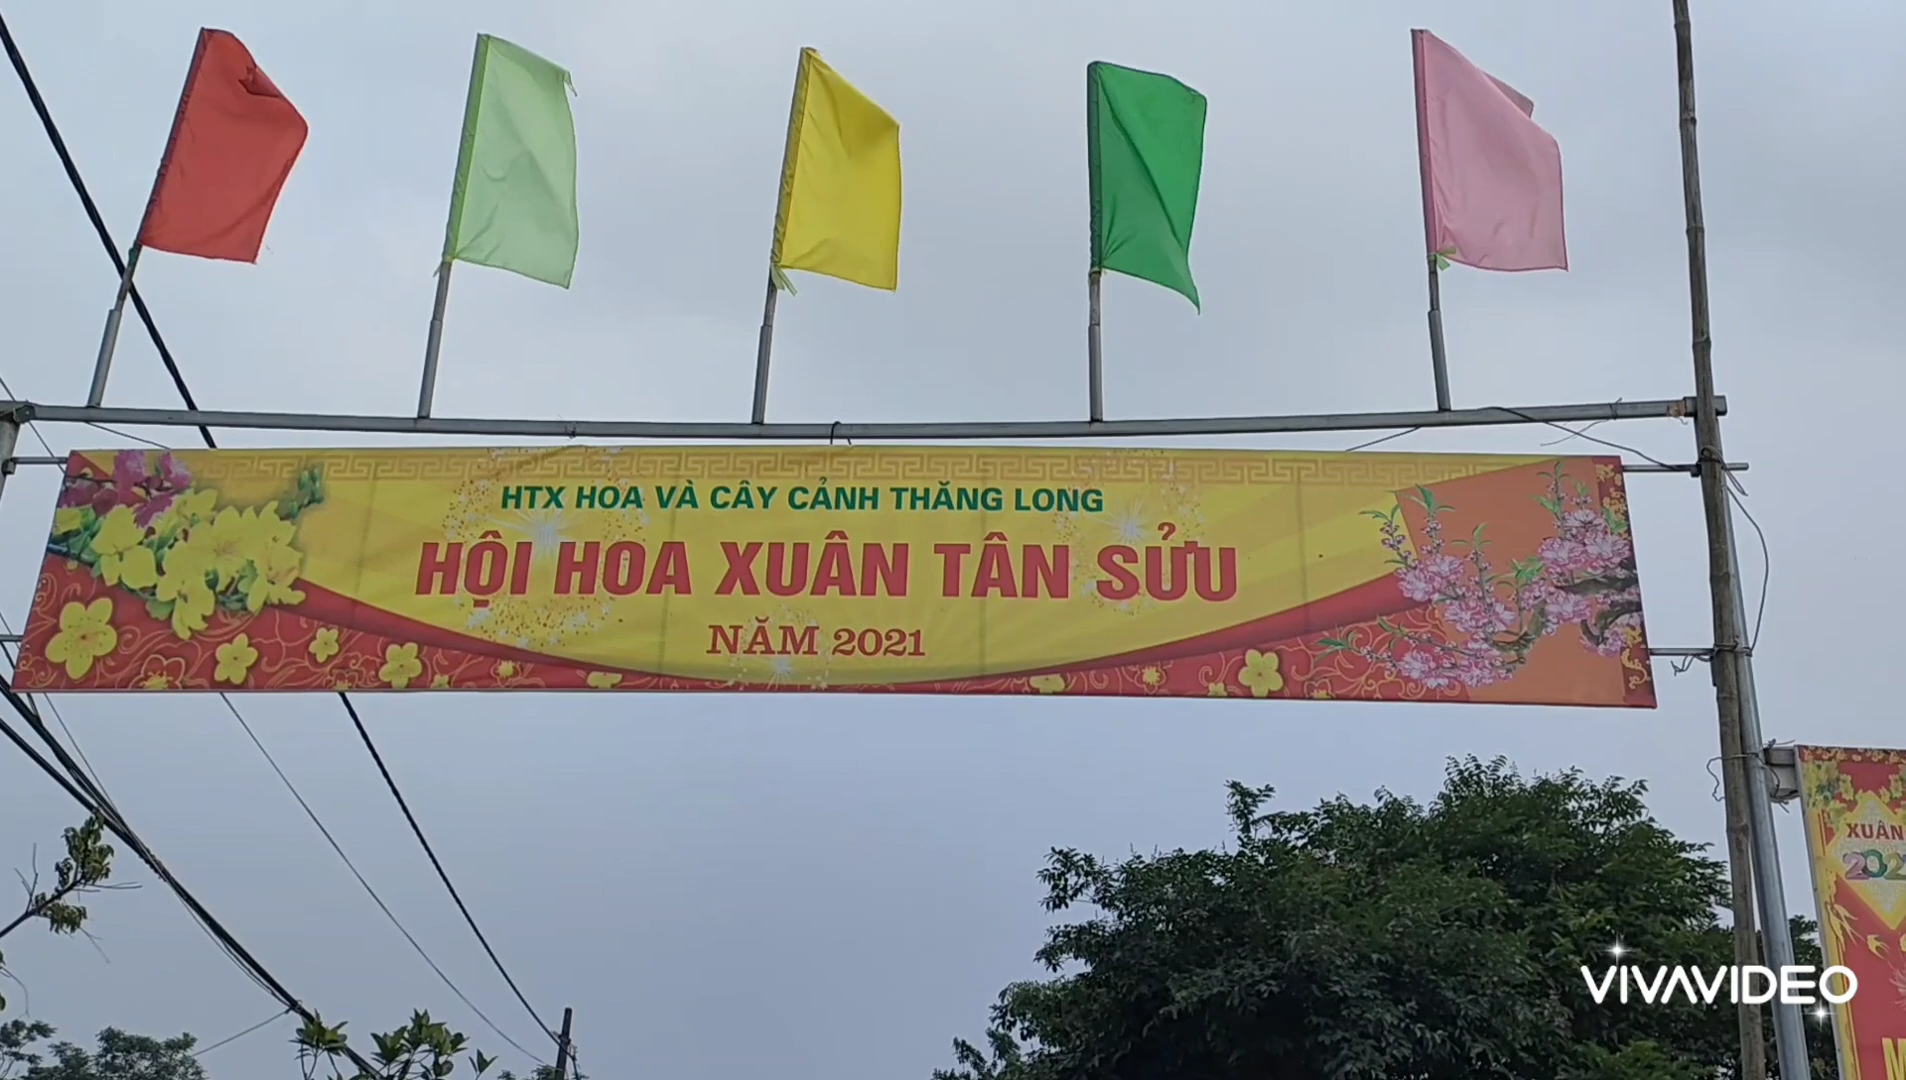 HTX HOA VÀ CÂY CẢNH THĂNG LONG
HỘI HOA XUÂN TÂN SỬU
NĂM 2021
XUÂN
VIVAVIDEO